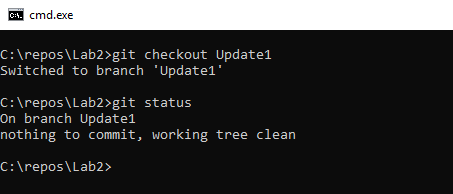 cmd.exe
C:\repos\Lab2>git checkout Update1
Switched to branch 'Update1'
C:\repos\Lab2>git status
On branch Update1
nothing to commit, working tree clean
C:\repos\Lab2>